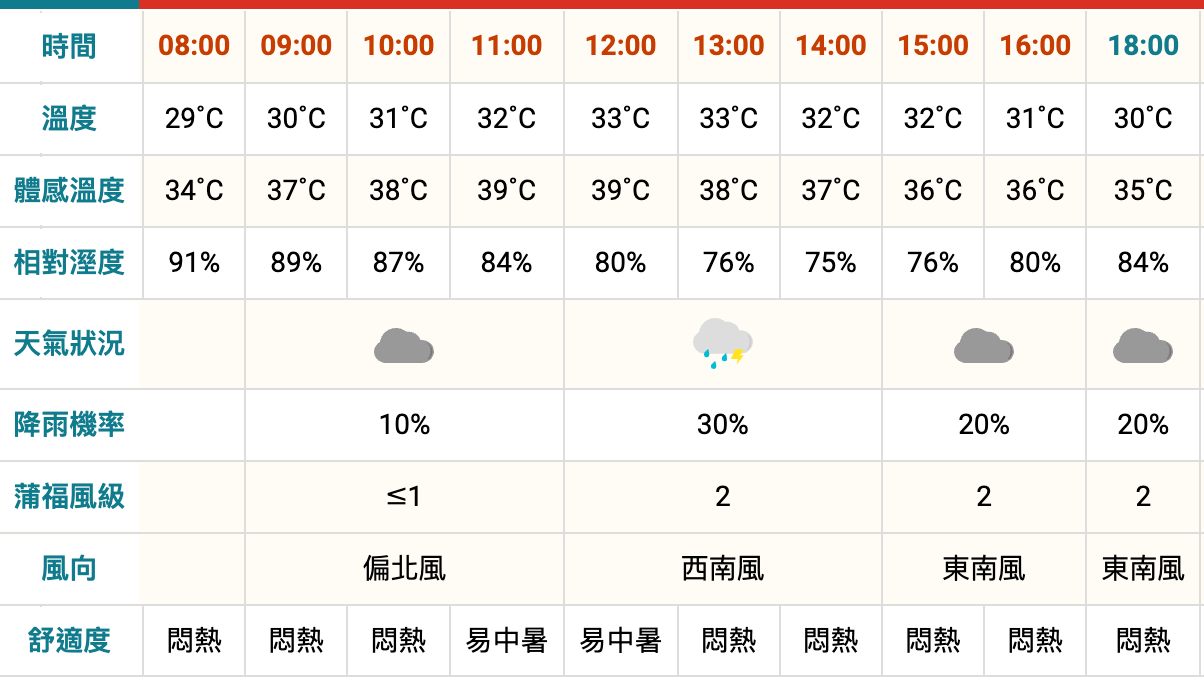 時間 08:00 09:00 10:00 11:00 12:00 13:00 14:00 15:00 16:00 18:00
溫度 29˚C 30˚C 31˚C 32˚C 33˚C 33˚C 32˚C 32˚C 31˚C 30˚C
體感溫度 34˚C 37˚C 38˚C 39˚C 39˚C 38˚C 37˚C 36˚C 36˚C 35˚C
相對溼度 91% 89% 87% 84% 80% 76% 75% 76% 80% 84%
天氣狀況
降雨機率 10% 30% 20% 20%
蒲福風級 ≤1 2 2 2
風向 偏北風 西南風 東南風 東南風
舒適度 悶熱 悶熱 悶熱 易中暑 易中暑 悶熱 悶熱 悶熱 悶熱 悶熱